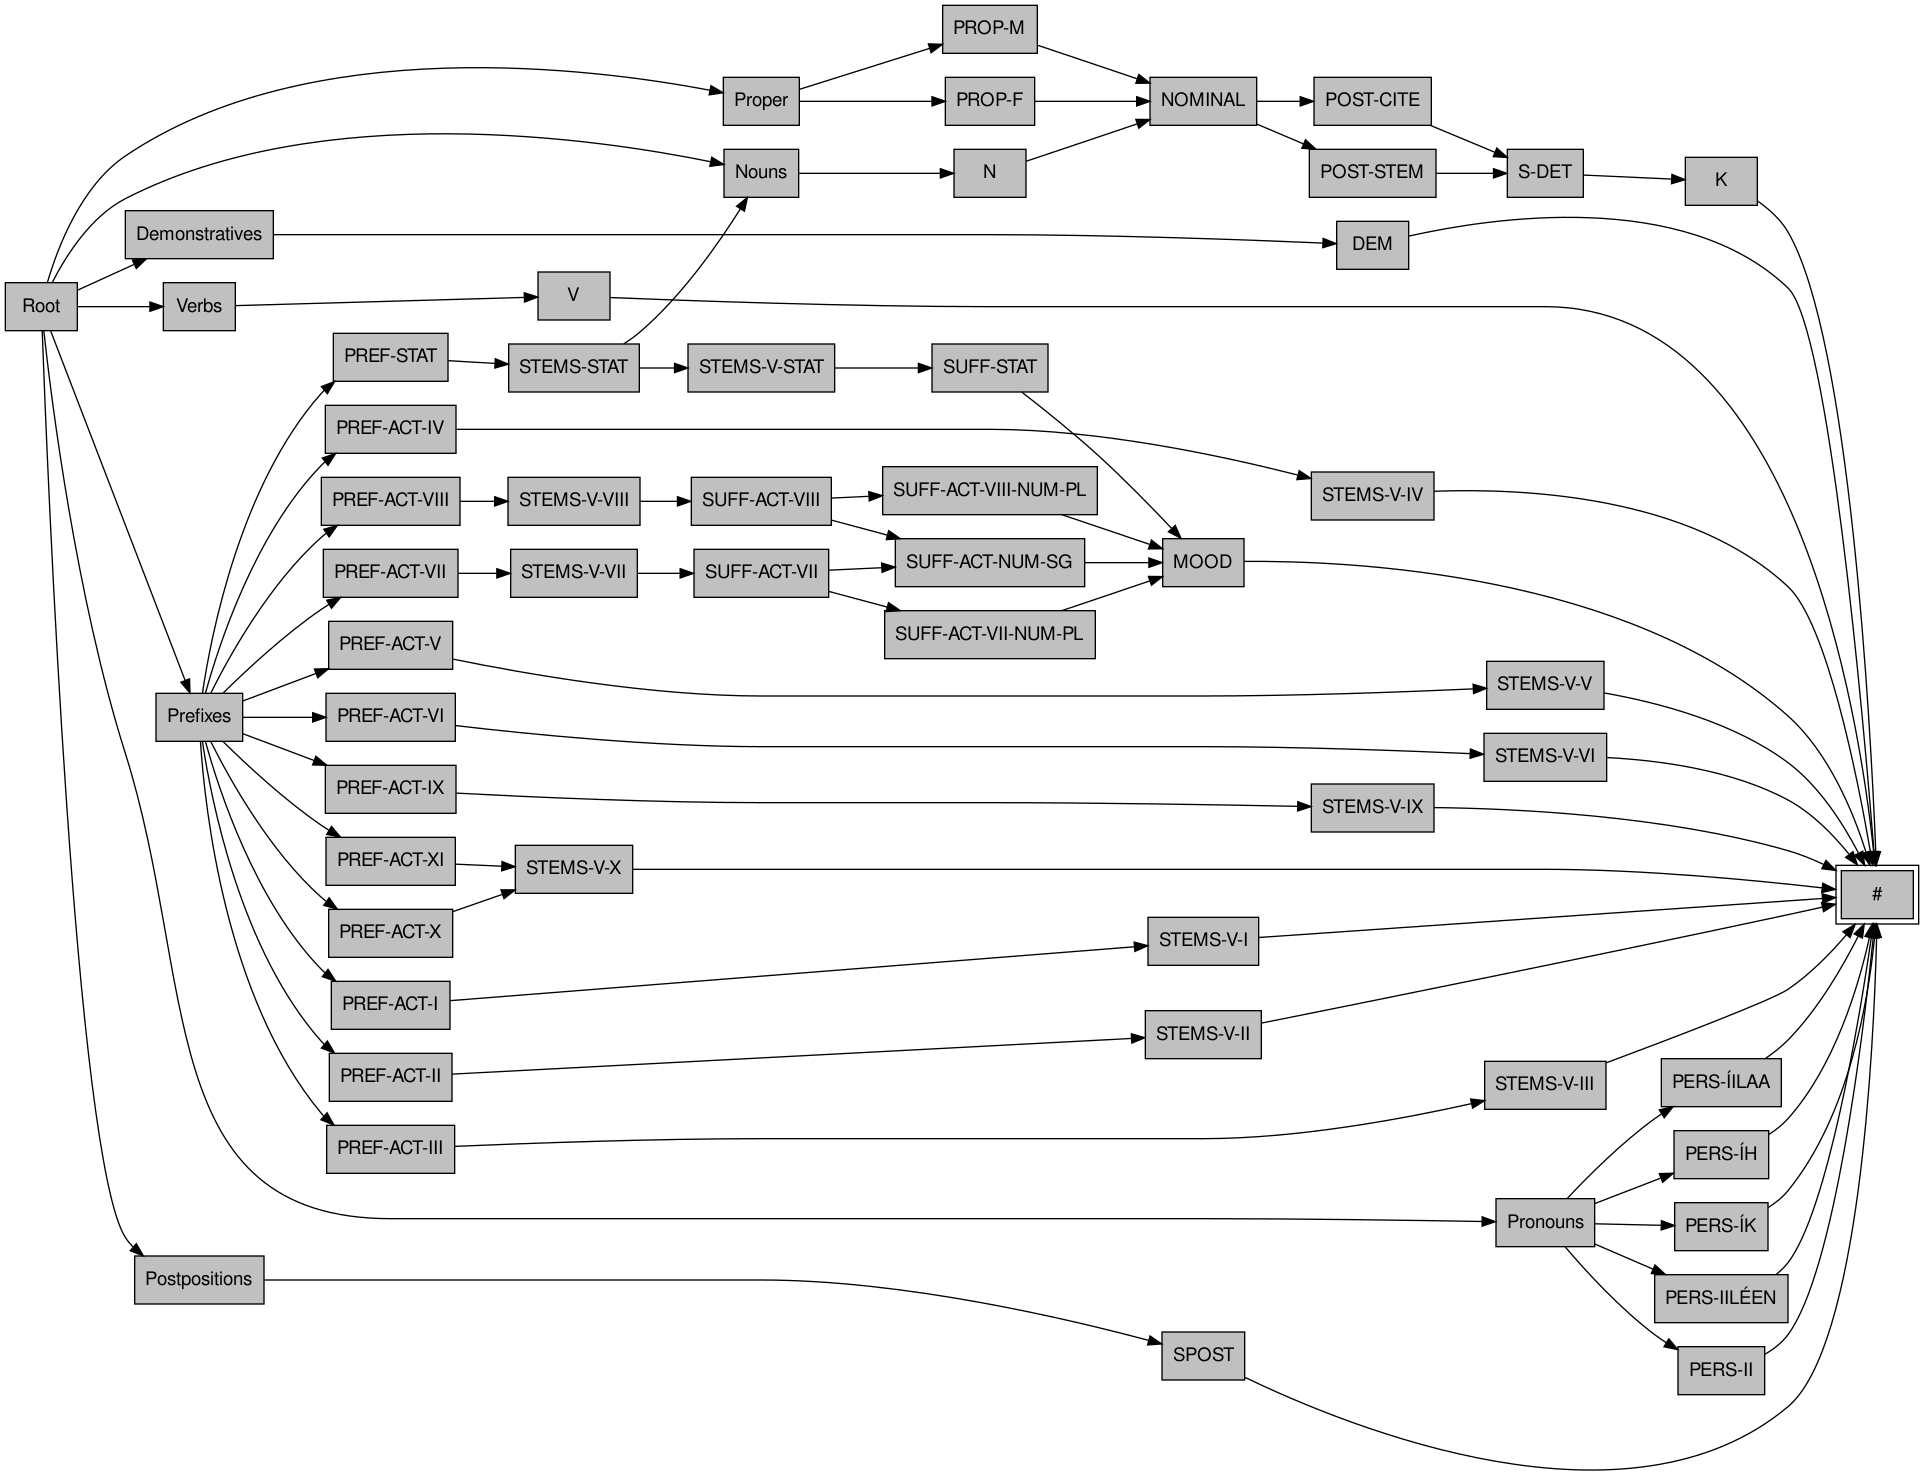 PROP-M
Proper
PROP-F
NOMINAL
POST-CITE
Nouns
N
POST-STEM
S-DET
K
Demonstratives
DEM
Root
Verbs
V
PREF-STAT
STEMS-STAT
STEMS-V-STAT
SUFF-STAT
PREF-ACT-IV
STEMS-V-IV
PREF-ACT-VIII
STEMS-V-VIII
SUFF-ACT-VIII
SUFF-ACT-VIII-NUM-PL
SUFF-ACT-NUM-SG
MOOD
PREF-ACT-VII
STEMS-V-VII
SUFF-ACT-VII
SUFF-ACT-VII-NUM-PL
PREF-ACT-V
STEMS-V-V
Prefixes
PREF-ACT-VI
STEMS-V-VI
PREF-ACT-IX
STEMS-V-IX
PREF-ACT-XI
STEMS-V-X
#
PREF-ACT-X
STEMS-V-I
PREF-ACT-I
STEMS-V-II
PREF-ACT-II
STEMS-V-III
PERS-ÍILAA
PREF-ACT-III
PERS-ÍH
Pronouns
PERS-ÍK
Postpositions
PERS-IILÉEN
SPOST
PERS-II